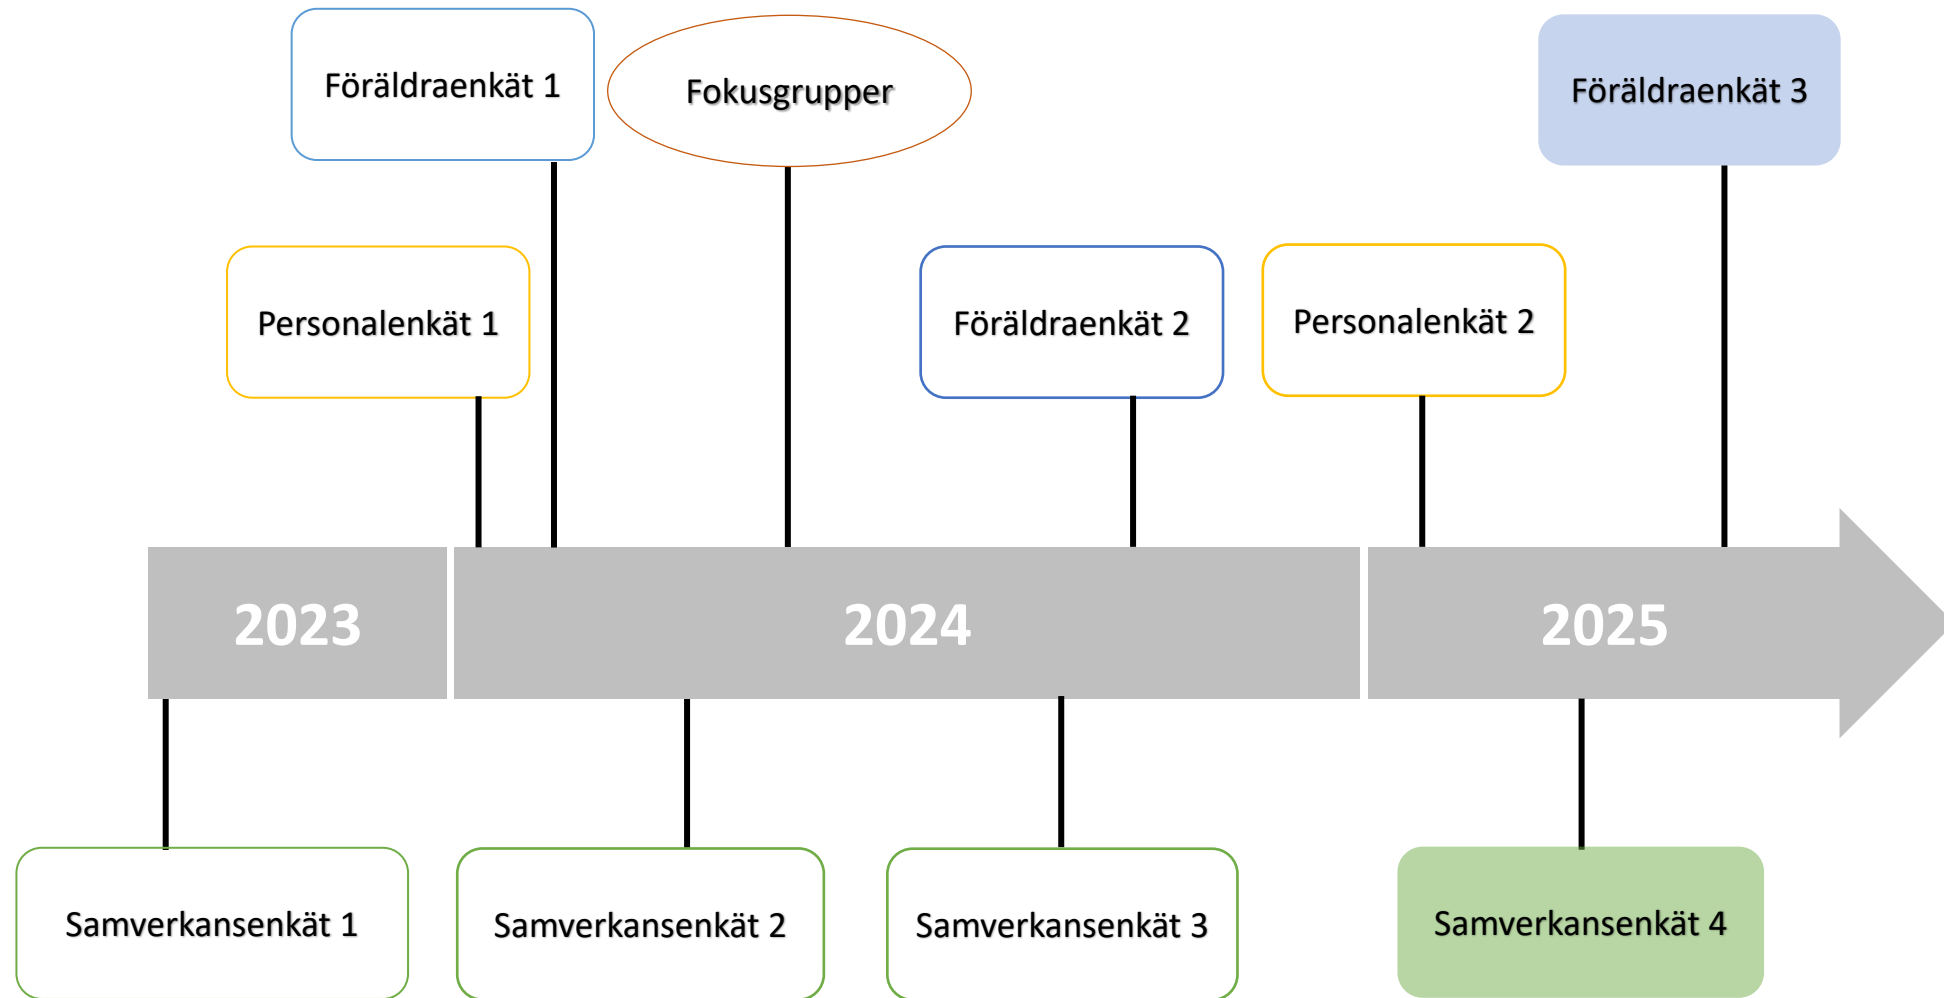 Föräldraenkät 1
Fokusgrupper
Föräldraenkät 3
Personalenkät 1
Föräldraenkät 2
Personalenkät 2
2023
2024
2025
Samverkansenkät 1
Samverkansenkät 2
Samverkansenkät 3
Samverkansenkät 4